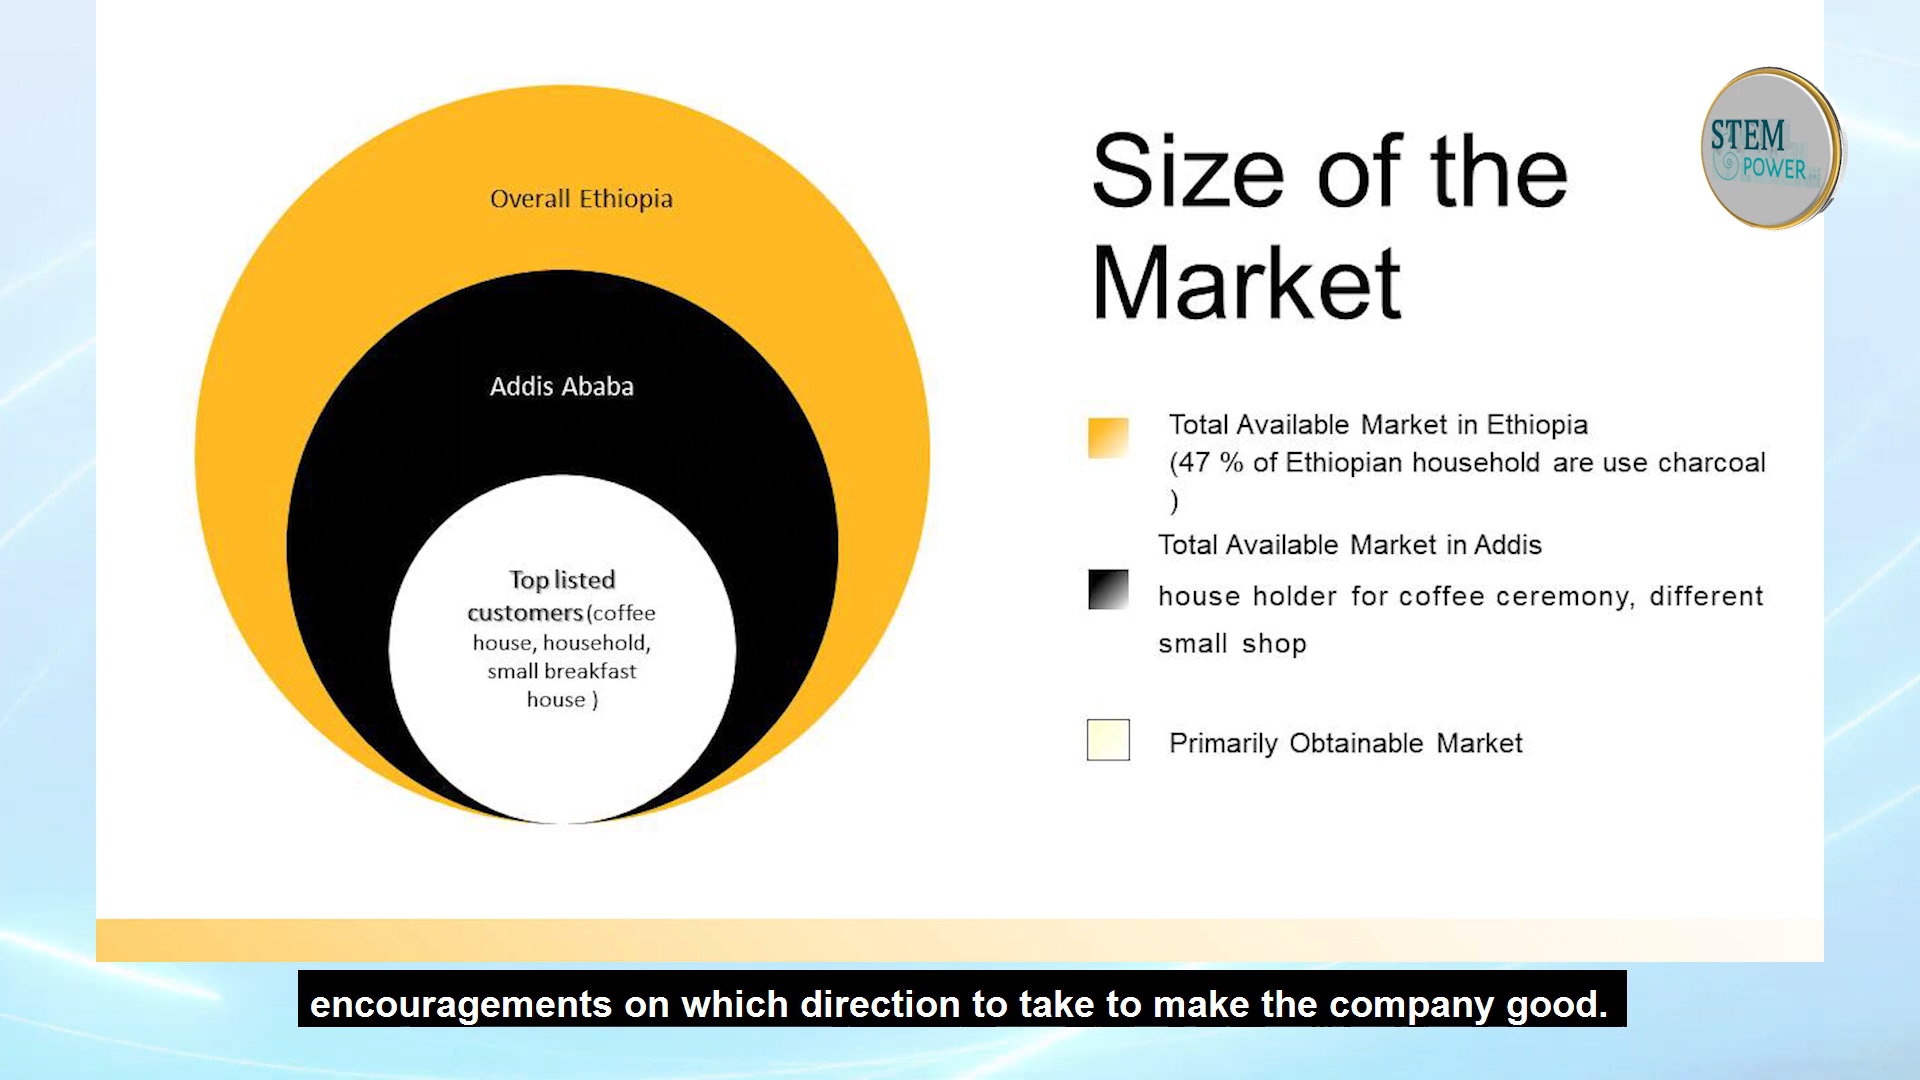 Overall Ethiopia
Addis Ababa
Top listed
customers (coffee
house, household,
small breakfast
house )
Size of the
Market
Total Available Market in Ethiopia
(47 % of Ethiopian household are use charcoal
)
Total Available Market in Addis
house holder for coffee ceremony, different
small shop
Primarily Obtainable Market
STEM
POWER
encouragements on which direction to take to make the company good.